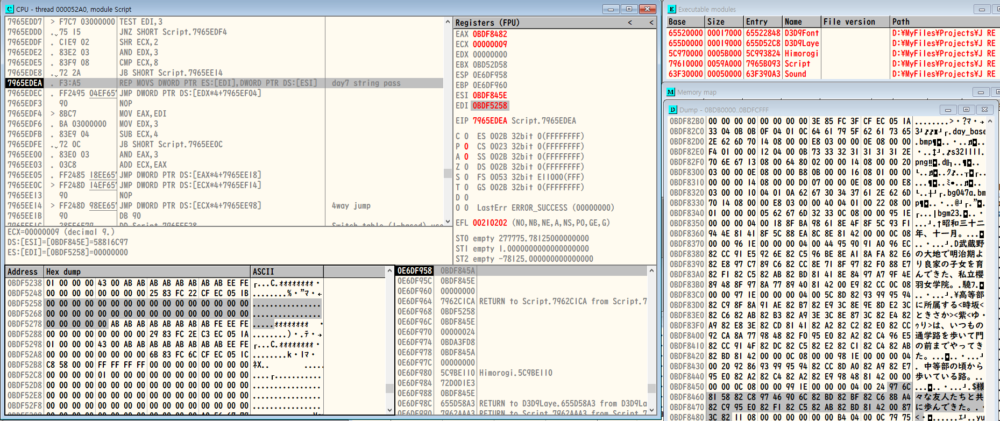 CPU - thread 000052A0, module Script
7965EDD7 > F7C7 03000000 TEST EDI,3
7965EDDD . 75 15 JNZ SHORT Script.7965EDF4
7965EDDF . C1E9 02 SHR ECX,2
7965EDE2 . 83E2 03 AND EDX,3
7965EDE5 . 83F9 08 CMP ECX,8
7965EDE8 . 72 2A JB SHORT Script.7965EE14
7965EDEA . F3:A5 REP MOVS DWORD PTR ES:[EDI],DWORD PTR DS:[ESI] day7 string pass
7965EDEC . FF2495 04EF657 JMP DWORD PTR DS:[EDX*4+7965EF04]
7965EDF3 90 NOP
7965EDF4 > 8BC7 MOV EAX,EDI
7965EDF6 . BA 03000000 MOV EDX,3
7965EDFB . 83E9 04 SUB ECX,4
7965EDFE . 72 0C JB SHORT Script.7965EE0C
7965EE00 . 83E0 03 AND EAX,3
7965EE03 . 03C8 ADD ECX,EAX
7965EE05 . FF2485 18EE657 JMP DWORD PTR DS:[EAX*4+7965EE18]
7965EE0C > FF248D 14EF657 JMP DWORD PTR DS:[ECX*4+7965EF14]
7965EE13 90 NOP
7965EE14 > FF248D 98EE657 JMP DWORD PTR DS:[ECX*4+7965EE98] 4way jump
7965EE1B 90 DB 90
ECX=00000009 (decimal 9.)
DS:[ESI]=[0BDF845E]=58816C97
ES:[EDI]=[0BDF5258]=00000000
Registers (FPU) < <
EAX 0BDF8482
ECX 00000009
EDX 00000000
EBX 0BD52D58
ESP 0E6DF958
EBP 0E6DF960
ESI 0BDF845E
EDI 0BDF5258
EIP 7965EDEA Script.7965EDEA
C 0 ES 002B 32bit 0(FFFFFFFF)
P 0 CS 0023 32bit 0(FFFFFFFF)
A 0 SS 002B 32bit 0(FFFFFFFF)
Z 0 DS 002B 32bit 0(FFFFFFFF)
S 0 FS 0053 32bit E11000(FFF)
T 0 GS 002B 32bit 0(FFFFFFFF)
D 0
O 0 LastErr ERROR_SUCCESS (00000000)
EFL 00210202 (NO,NB,NE,A,NS,PO,GE,G)
ST0 empty 277775.78125000000000
ST1 empty 1.0000000000000000000
ST2 empty -78125.000000000000000
Address Hex dump ASCII
0BDF5238 01 00 00 00 43 00 AB AB AB AB AB AB AB AB EE FE
0BDF5248 00 00 00 00 00 00 00 00 25 83 FC 22 CF EC 05 1B
0BDF5258 00 00 00 00 00 00 00 00 00 00 00 00 00 00 00 00
0BDF5268 00 00 00 00 00 00 00 00 00 00 00 00 00 00 00 00
0BDF5278 00 00 00 00 00 AB AB AB AB AB AB AB AB FE EE FE
0BDF5288 00 00 00 00 00 00 00 00 29 83 FC 2E C3 EC 05 1A
0BDF5298 01 00 00 00 43 00 AB AB AB AB AB AB AB AB EE FE
0BDF52A8 00 00 00 00 00 00 00 00 6B 83 FC 6C CF EC 05 1C
0BDF52B8 C8 58 00 00 FF FF FF FF 00 00 00 00 00 00 00 00
0BDF52C8 00 00 00 00 01 00 00 00 00 00 00 00 00 00 00 00
0BDF52D8 00 00 00 00 00 00 00 00 00 00 00 00 00 00 00 00
0BDF52E8 00 00 00 00 00 00 00 00 00 00 00 00 00 00 00 00
0BDF52F8 00 00 00 00 00 00 00 00 00 00 00 00 00 00 00 00
0E6DF958 0BDF845A
0E6DF95C 0BDF845E
0E6DF960 00000000
0E6DF964 7962C1CA RETURN to Script.7962C1CA from Script.7
0E6DF968 0BDF5258
0E6DF96C 0BDF845E
0E6DF970 00000024
0E6DF974 0BDA3FD8
0E6DF978 0BDF845A
0E6DF97C 00000000
0E6DF980 5C9BE110 Himorogi.5C9BE110
0E6DF984 72D0D1E3
0E6DF988 0BDF845E
0E6DF98C 655D58A3 RETURN to D3D9Laye.655D58A3 from D3D9La
Executable modules
Base Size Entry Name File version Path
65520000 00017000 65522848 D3D9Font D:¥MyFiles¥Projects¥J RE
655D0000 00019000 655D52C8 D3D9Laye D:¥MyFiles¥Projects¥J RE
5C970000 0005B000 5C993824 Himorogi D:¥MyFiles¥Projects¥J RE
79610000 0059A000 7965B093 Script D:¥MyFiles¥Projects¥J RE
63F30000 00050000 63F390A3 Sound D:¥MyFiles¥Projects¥J RE
Memory map
Dump - 0BDB0000..0BDFCFFF
0BDF82B0 00 00 00 00 00 00 00 00 3E 85 FC 3F CF EC 05 1A
0BDF82C0 33 04 0B 0B 0F 04 01 0C 64 61 79 5F 62 61 73 65 day_base
0BDF82D0 2E 62 6D 70 14 08 00 00 E8 03 00 00 0E 08 00 00 .bmp
0BDF82E0 F4 01 00 00 12 04 00 0B 73 33 32 31 31 31 31 2E s321111.
0BDF82F0 70 6E 67 13 08 00 64 80 02 00 00 14 08 00 00 20 png
0BDF8300 03 00 00 00 0E 08 00 00 B8 0B 00 00 16 08 01 00
0BDF8310 00 00 00 14 08 00 00 D0 07 00 00 0E 08 00 00 E8
0BDF8320 03 00 00 10 04 01 0A 62 67 30 34 37 61 2E 62 6D bg047a.bm
0BDF8330 70 14 08 00 00 E8 03 00 00 40 04 01 00 22 08 00 p
0BDF8340 01 00 00 00 05 62 67 6D 32 33 0C 08 00 00 95 1E bgm23
0BDF8350 00 00 00 04 00 18 8F BA 98 61 8E 4F 8F 5C 93 F1 昭和三十二
0BDF8360 94 4E 81 41 8F 5C 88 EA 8C 8E 81 42 00 00 0C 08 年、十一月。
0BDF8370 00 00 96 1E 00 00 00 04 00 44 95 90 91 A0 96 EC D武蔵野
0BDF8380 82 CC 91 E5 92 6E 82 C5 96 BE 8E A1 8A FA 82 E6 の大地で明治期よ
0BDF8390 82 E8 97 C7 89 C6 82 CC 8E 71 8F 97 82 F0 88 E7 り良家の子女を育
0BDF83A0 82 F1 82 C5 82 AB 82 BD 81 41 8E 84 97 A7 9F 4E んできた、私立櫻
0BDF83B0 89 48 8F 97 8A 77 89 40 81 42 00 E9 82 CC 0C 08 羽女学院。
0BDF83C0 00 00 97 1E 00 00 00 04 00 5C 8D 82 93 99 95 94 ¥高等部
0BDF83D0 82 C9 8F 8A 91 AE 82 B7 82 E9 3C 8E 9E 8D E2 3C に所属する<時坂<
0BDF83E0 82 C6 82 AB 82 B3 82 A9 3E 3C 8E 87 3C 82 E4 82 ときさか><紫<ゆ・
0BDF83F0 A9 82 E8 3E 82 CD 81 41 82 A2 82 C2 82 E0 82 CC ゥり>は、いつもの
0BDF8400 92 CA 8A 77 98 48 82 F0 95 E0 82 A2 82 C4 96 E5 通学路を歩いて門
0BDF8410 82 CC 91 4F 82 DC 82 C5 82 E2 82 C1 82 C4 82 AB の前までやってき
0BDF8420 82 BD 81 42 00 00 0C 08 00 00 98 1E 00 00 00 04 た。
0BDF8430 00 20 92 86 93 99 95 94 82 CC 8D A0 82 A9 82 E7 中等部の頃から
0BDF8440 95 E0 82 A2 82 C4 82 A2 82 E9 98 48 81 42 00 00 歩いている路。
0BDF8450 00 00 0C 08 00 00 99 1E 00 00 00 04 00 24 97 6C $様
0BDF8460 81 58 82 C8 97 46 90 6C 82 BD 82 BF 82 C6 8B A4 々な友人たちと共
0BDF8470 82 C9 95 E0 82 F1 82 C5 82 AB 82 BD 81 42 00 87 に歩んできた。
0BDF8480 3C 82 11 08 00 00 00 00 00 B4 04 00 0C 79 75 yu